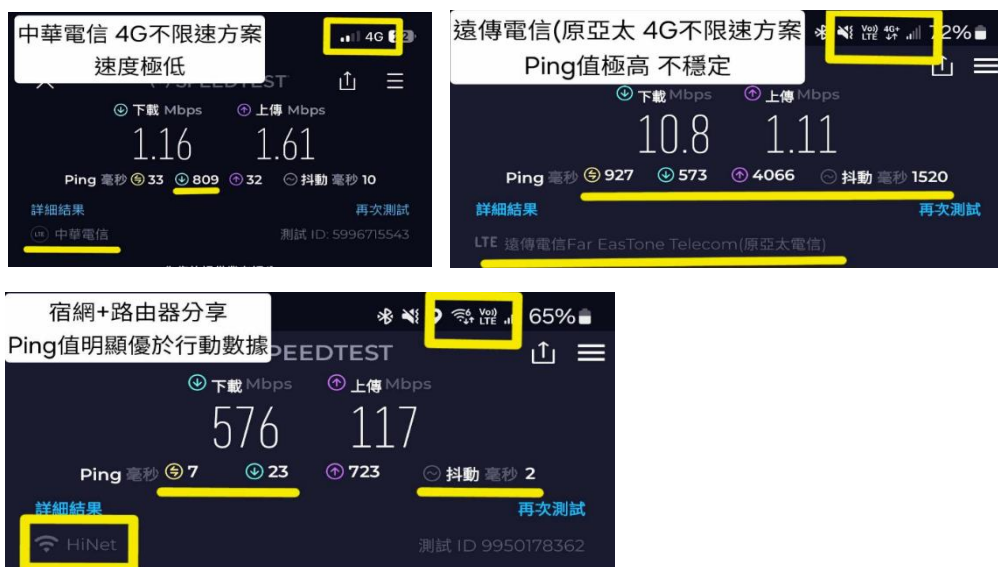 中華電信 4G不限速方案
速度極低
4G
SPEEDTEST
下載 Mbps 上傳 Mbps
1.16 1.61
Ping 毫秒 33 809 32 抖動 毫秒 10
詳細結果 再次測試
LTE 中華電信 測試 ID: 5996715543
遠傳電信(原亞太 4G不限速方案
Ping值極高 不穩定
Vo)) LTE 4G+ 72%
下載 Mbps 上傳 Mbps
10.8 1.11
Ping 毫秒 927 573 4066 抖動 毫秒 1520
詳細結果 再次測試
LTE 遠傳電信Far EasTone Telecom(原亞太電信)
宿網+路由器分享
Ping值明顯優於行動數據
6 Vo)) LTE 65%
PEEDTEST
下載 Mbps 上傳 Mbps
576 117
Ping 毫秒 7 23 723 抖動 毫秒 2
詳細結果 再次測試
HiNet 測試 ID 9950178362